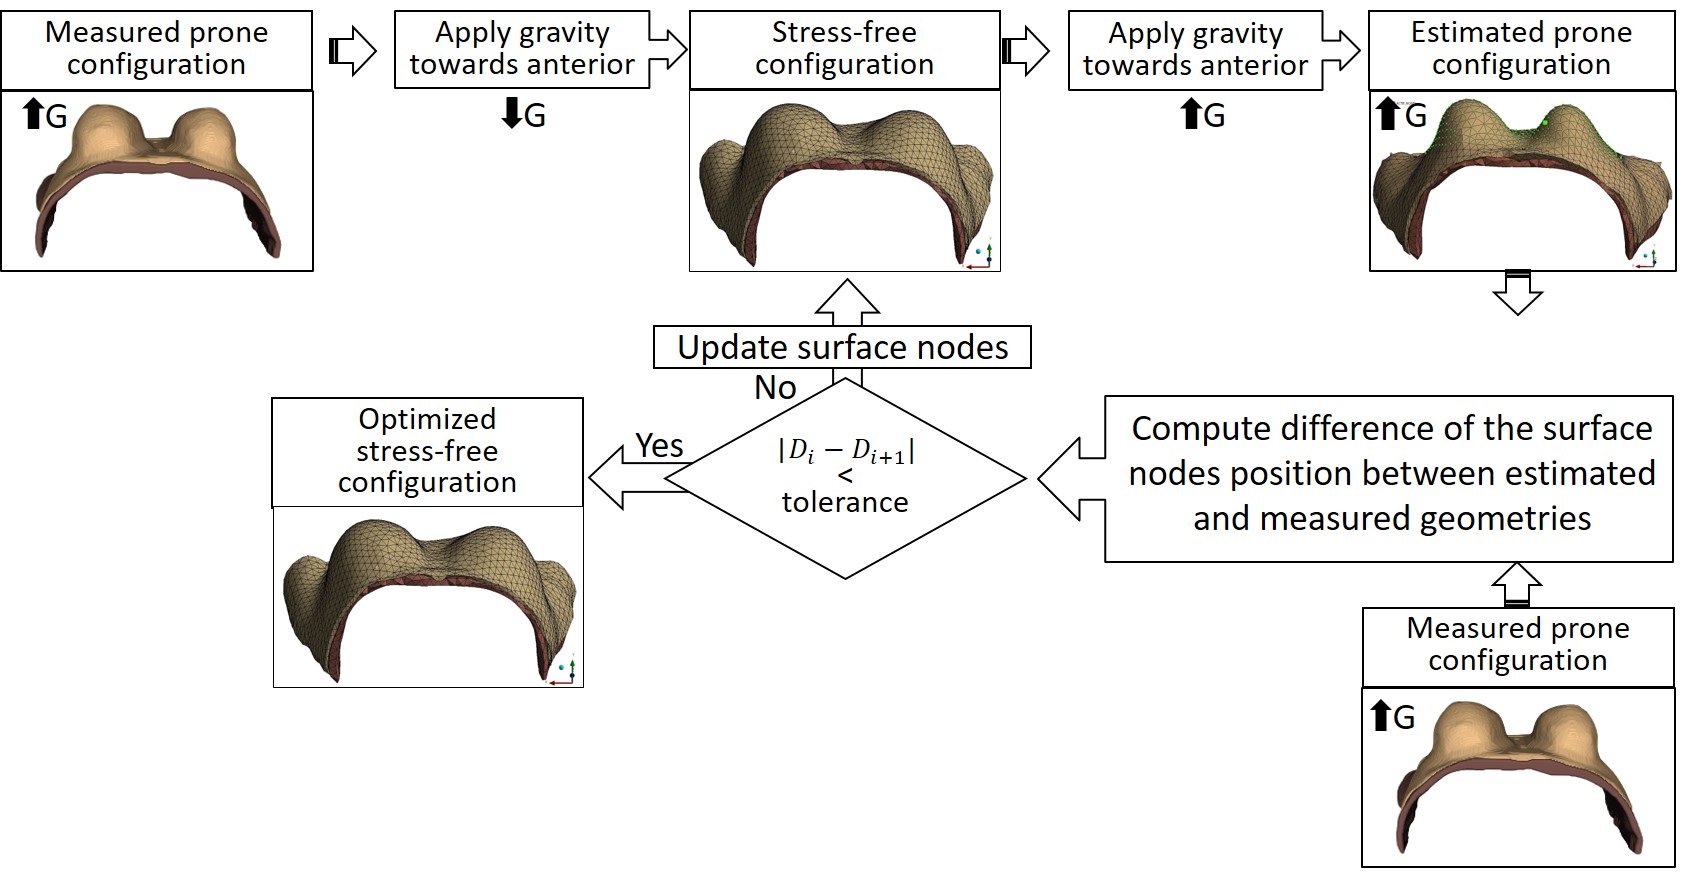 Measured prone
configuration
G
Apply gravity
towards anterior
G
Stress-free
configuration
Apply gravity
towards anterior
G
Estimated prone
configuration
G
Update surface nodes
No
|D_i − D_{i+1}|
<
tolerance
Yes
Optimized
stress-free
configuration
Compute difference of the surface
nodes position between estimated
and measured geometries
Measured prone
configuration
G